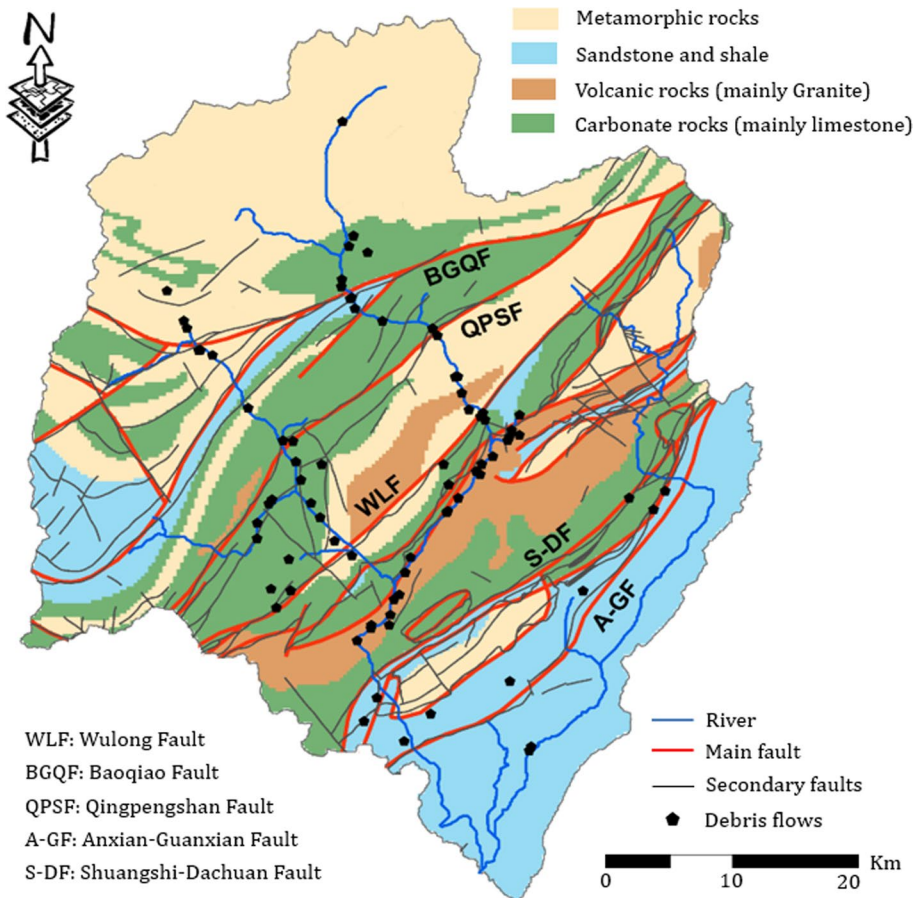 N
Metamorphic rocks
Sandstone and shale
Volcanic rocks (mainly Granite)
Carbonate rocks (mainly limestone)
BGQF
QPSF
WLF
S-DF
A-GF
WLF: Wulong Fault
BGQF: Baoqiao Fault
QPSF: Qingpengshan Fault
A-GF: Anxian-Guanxian Fault
S-DF: Shuangshi-Dachuan Fault
River
Main fault
Secondary faults
Debris flows
Km
0 10 20